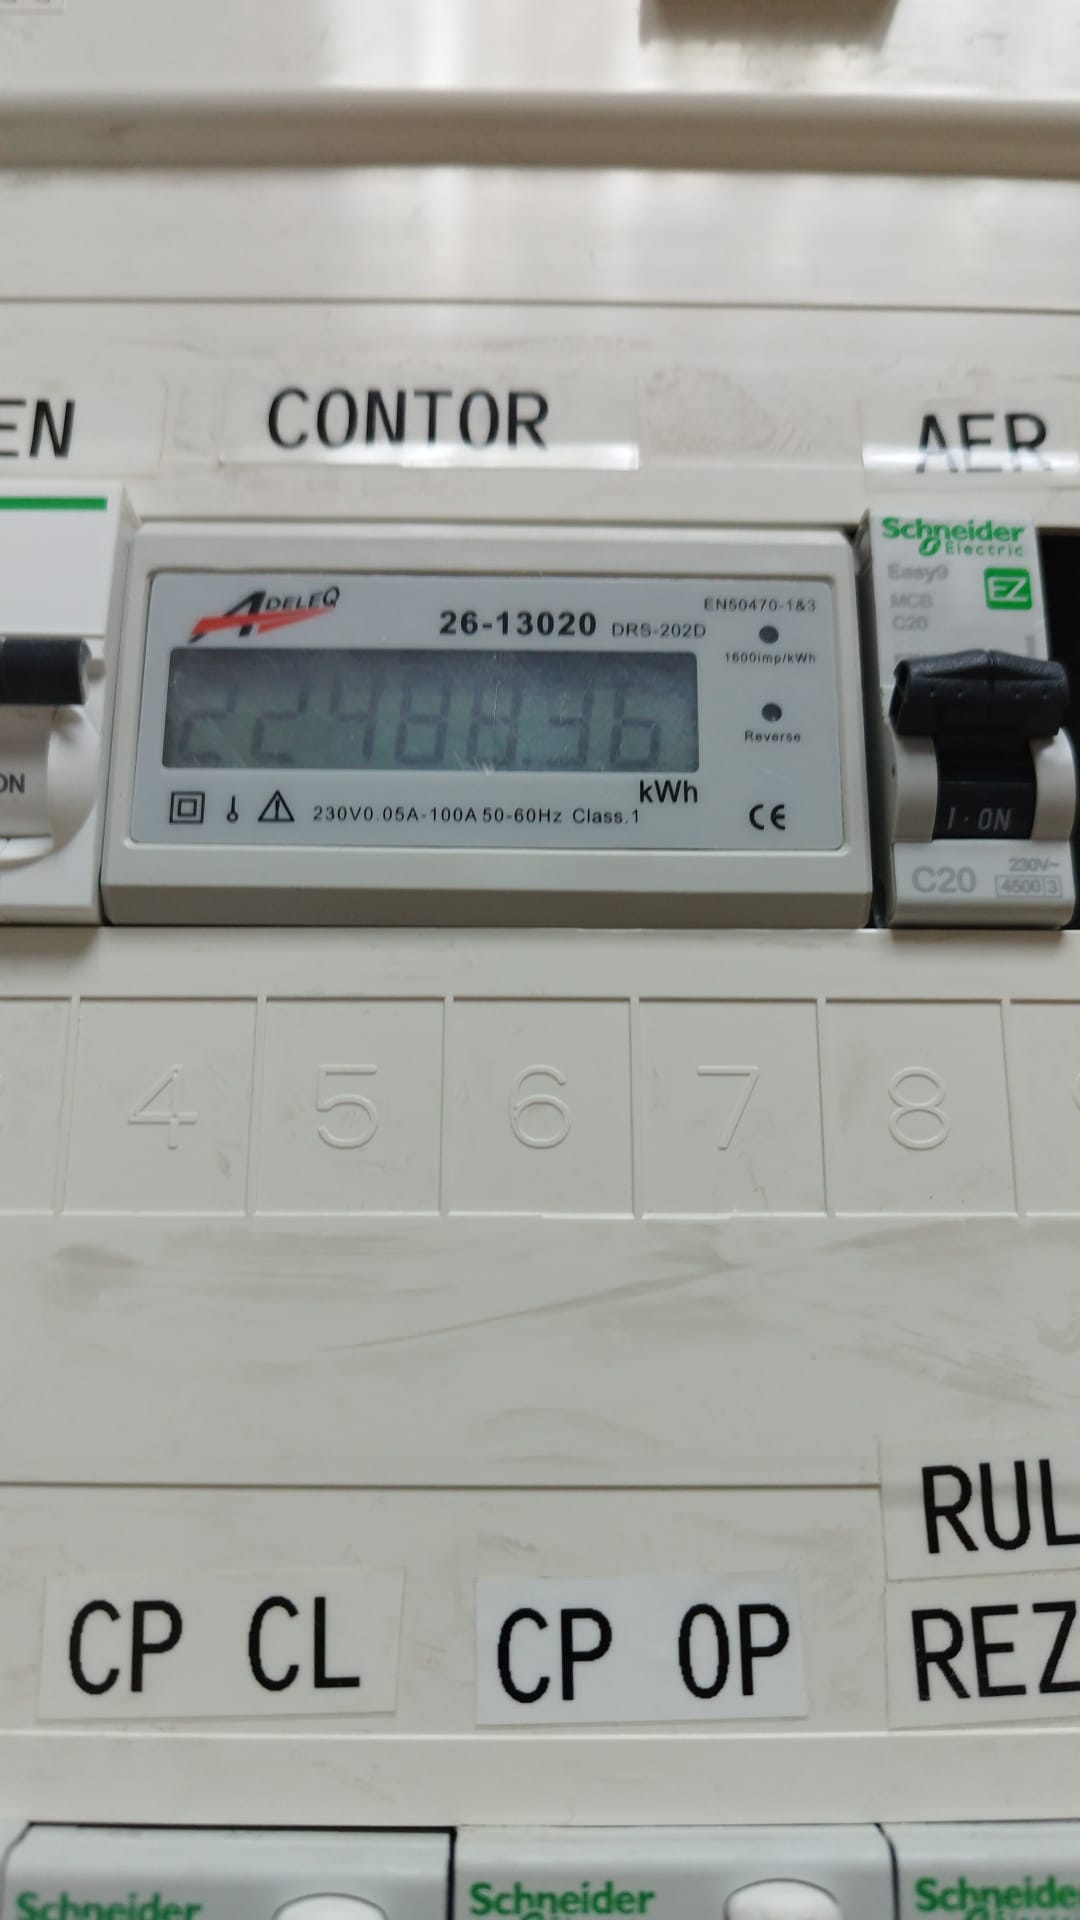 EN
CONTOR
AER
ADELEQ
26-13020 DRS-202D
EN50470-1&3
1600imp/kWh
Reverse
22488.36
kWh
230V0.05A-100A 50-60Hz Class.1
CE
ON
Schneider
Electric
Easy9
EZ
MCB
C20
I·ON
C20
230V~
4500 3
4
5
6
7
8
RUL
CP CL
CP OP
REZ
Schneider
Schneider
Schneide